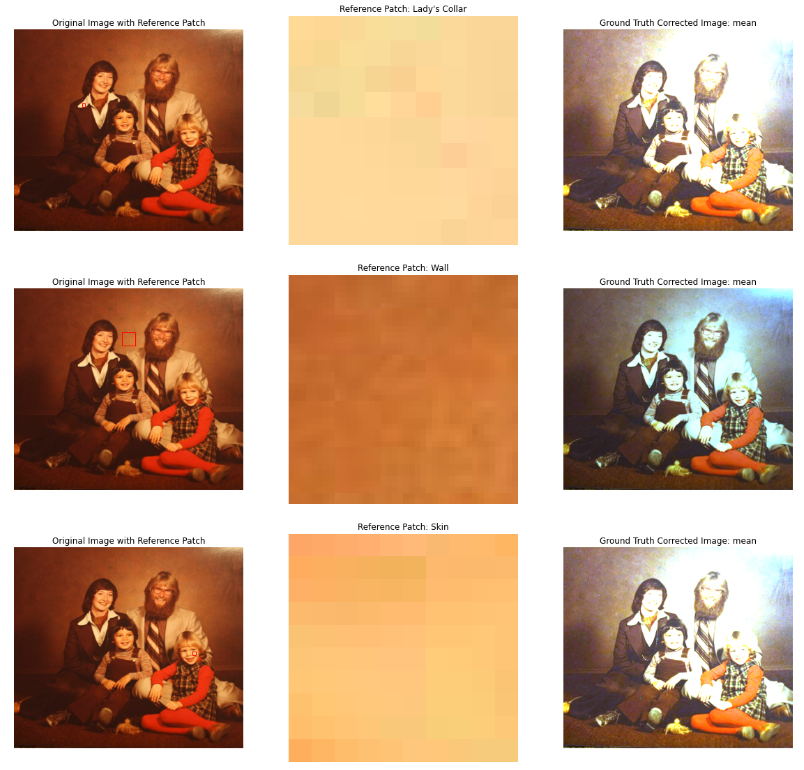 Original Image with Reference Patch
Reference Patch: Lady's Collar
Ground Truth Corrected Image: mean
Original Image with Reference Patch
Reference Patch: Wall
Ground Truth Corrected Image: mean
Original Image with Reference Patch
Reference Patch: Skin
Ground Truth Corrected Image: mean